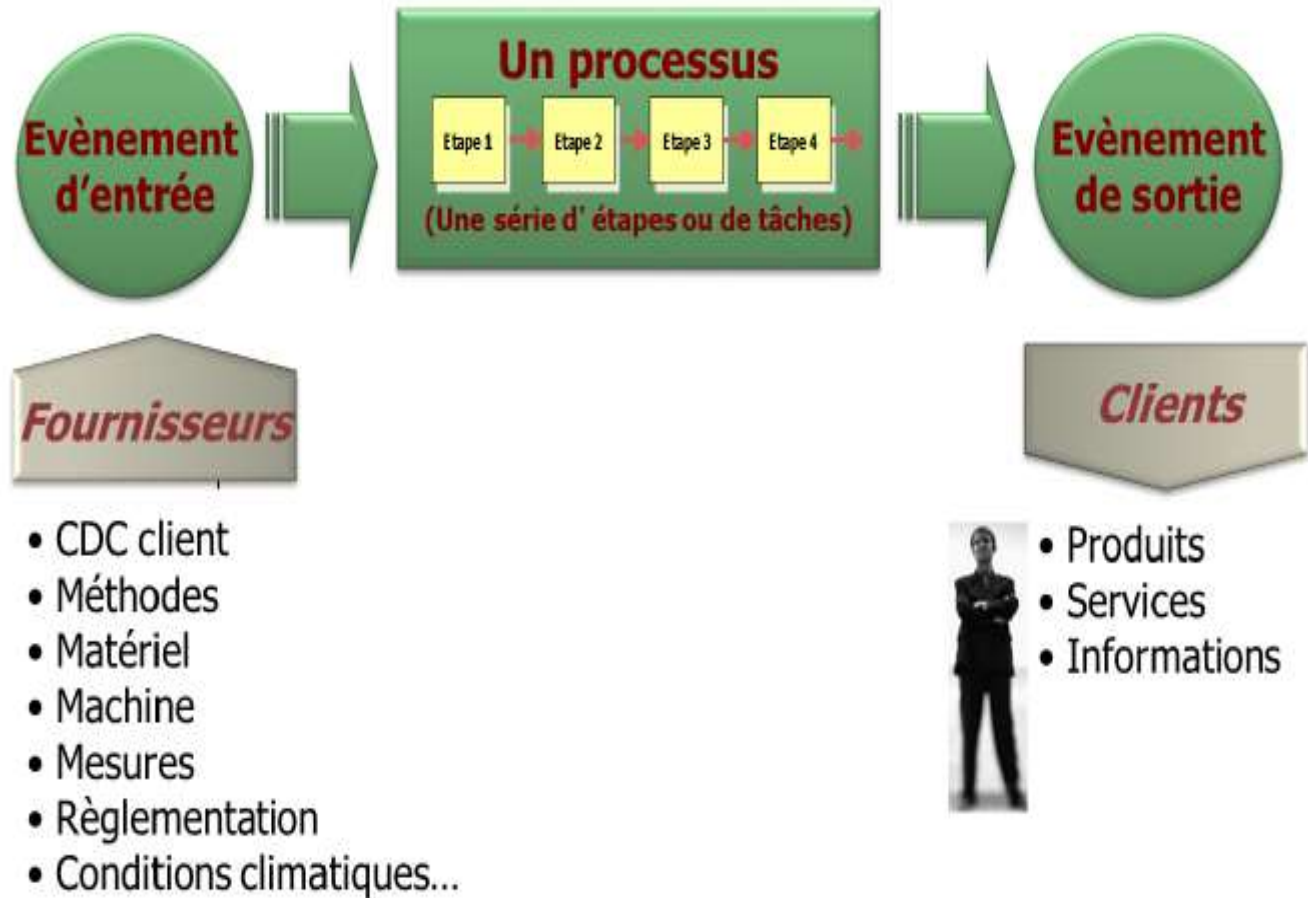 Un processus
Evènement
d'entrée
Etape 1
Etape 2
Etape 3
Etape 4
(Une série d' étapes ou de tâches)
Evènement
de sortie
Fournisseurs
• CDC client
• Méthodes
• Matériel
• Machine
• Mesures
• Règlementation
• Conditions climatiques...
Clients
• Produits
• Services
• Informations